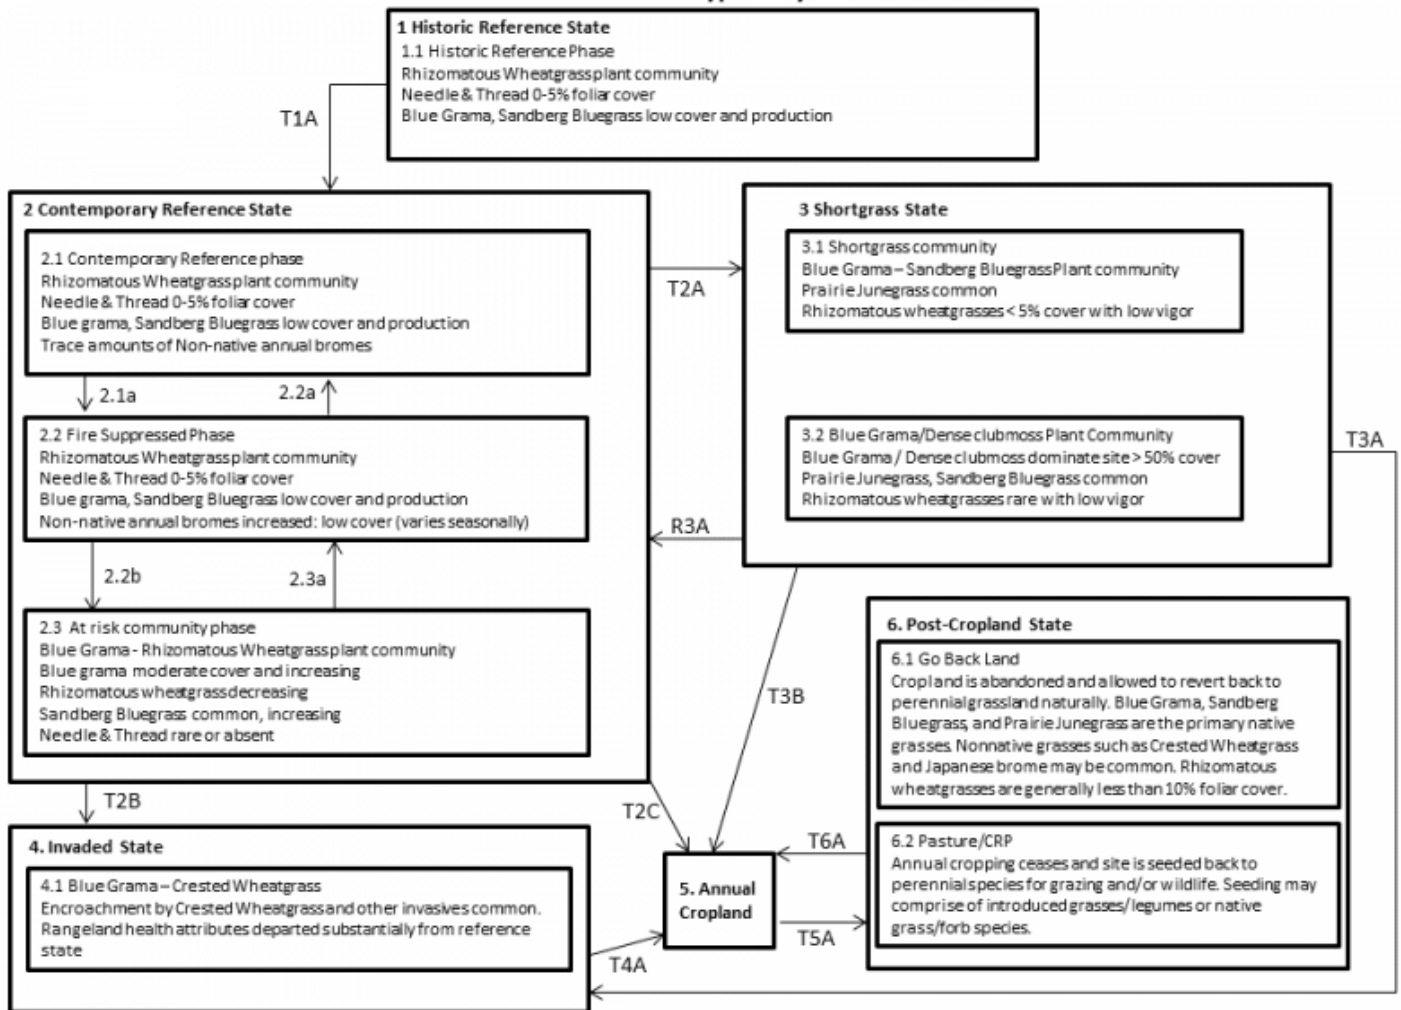 1 Historic Reference State
1.1 Historic Reference Phase
Rhizomatous Wheatgrass plant community
Needle & Thread 0-5% foliar cover
Blue Grama, Sandberg Bluegrass low cover and production
T1A
2 Contemporary Reference State
2.1 Contemporary Reference phase
Rhizomatous Wheatgrass plant community
Needle & Thread 0-5% foliar cover
Blue grama, Sandberg Bluegrass low cover and production
Trace amounts of Non-native annual bromes
2.1a
2.2a
2.2 Fire Suppressed Phase
Rhizomatous Wheatgrass plant community
Needle & Thread 0-5% foliar cover
Blue grama, Sandberg Bluegrass low cover and production
Non-native annual bromes increased: low cover (varies seasonally)
2.2b
2.3a
2.3 At risk community phase
Blue Grama - Rhizomatous Wheatgrass plant community
Blue grama moderate cover and increasing
Rhizomatous wheatgrass decreasing
Sandberg Bluegrass common, increasing
Needle & Thread rare or absent
T2A
R3A
3 Shortgrass State
3.1 Shortgrass community
Blue Grama – Sandberg Bluegrass Plant community
Prairie Junegrass common
Rhizomatous wheatgrasses < 5% cover with low vigor
3.2 Blue Grama/Dense clubmoss Plant Community
Blue Grama / Dense clubmoss dominate site > 50% cover
Prairie Junegrass, Sandberg Bluegrass common
Rhizomatous wheatgrasses rare with low vigor
T3A
T3B
T2B
T2C
4. Invaded State
4.1 Blue Grama – Crested Wheatgrass
Encroachment by Crested Wheatgrass and other invasives common.
Rangeland health attributes departed substantially from reference
state
T4A
5. Annual
Cropland
T6A
T5A
6. Post-Cropland State
6.1 Go Back Land
Cropland is abandoned and allowed to revert back to
perennial grassland naturally. Blue Grama, Sandberg
Bluegrass, and Prairie Junegrass are the primary native
grasses. Nonnative grasses such as Crested Wheatgrass
and Japanese brome may be common. Rhizomatous
wheatgrasses are generally less than 10% foliar cover.
6.2 Pasture/CRP
Annual cropping ceases and site is seeded back to
perennial species for grazing and/or wildlife. Seeding may
comprise of introduced grasses/legumes or native
grass/forb species.